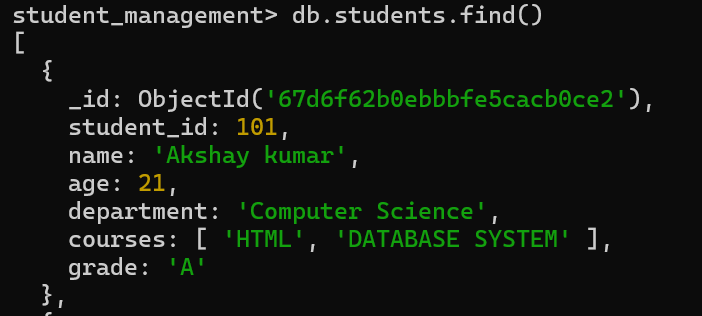 student_management> db.students.find()
[
  {
    _id: ObjectId('67d6f62b0ebbbfe5cacb0ce2'),
    student_id: 101,
    name: 'Akshay kumar',
    age: 21,
    department: 'Computer Science',
    courses: [ 'HTML', 'DATABASE SYSTEM' ],
    grade: 'A'
  },
  {